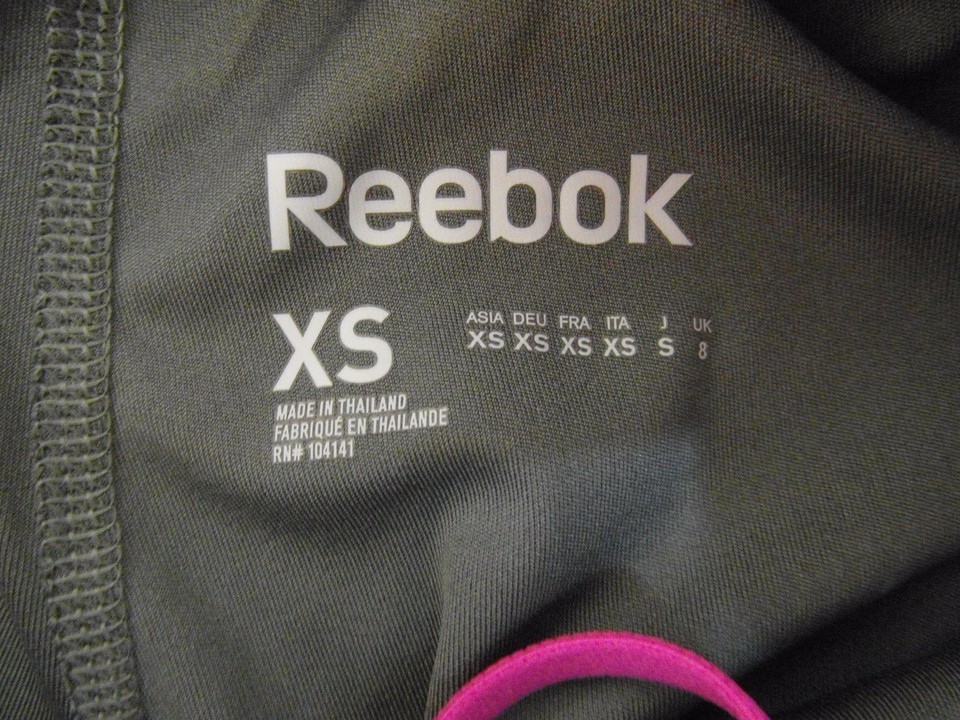 Reebok
XS
ASIA DEU FRA ITA J UK
XS XS XS XS S 8
MADE IN THAILAND
FABRIQUÉ EN THAILANDE
RN# 104141